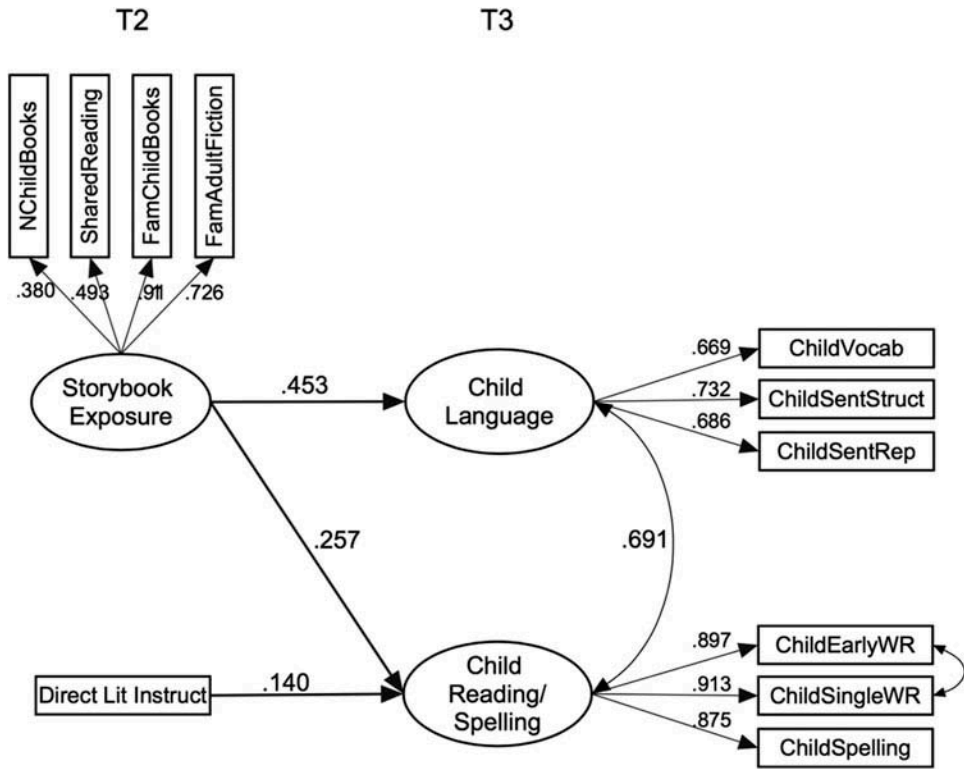 T2 T3
NChildBooks
SharedReading
FamChildBooks
FamAdultFiction
.380 .493 .911 .726
Storybook
Exposure
.453
Child
Language
.669
ChildVocab
.732
ChildSentStruct
.686
ChildSentRep
.257
.691
Direct Lit Instruct
.140
Child
Reading/
Spelling
.897
ChildEarlyWR
.913
ChildSingleWR
.875
ChildSpelling